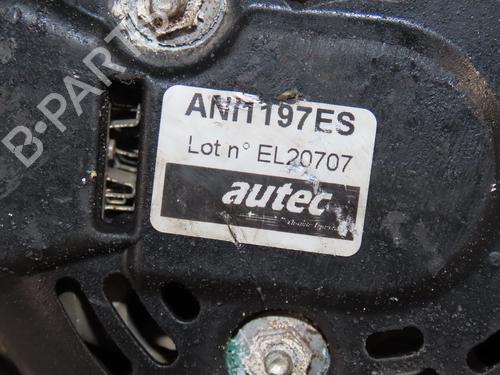 ANI1197ES
Lot n° EL20707
autec
B-PARTS